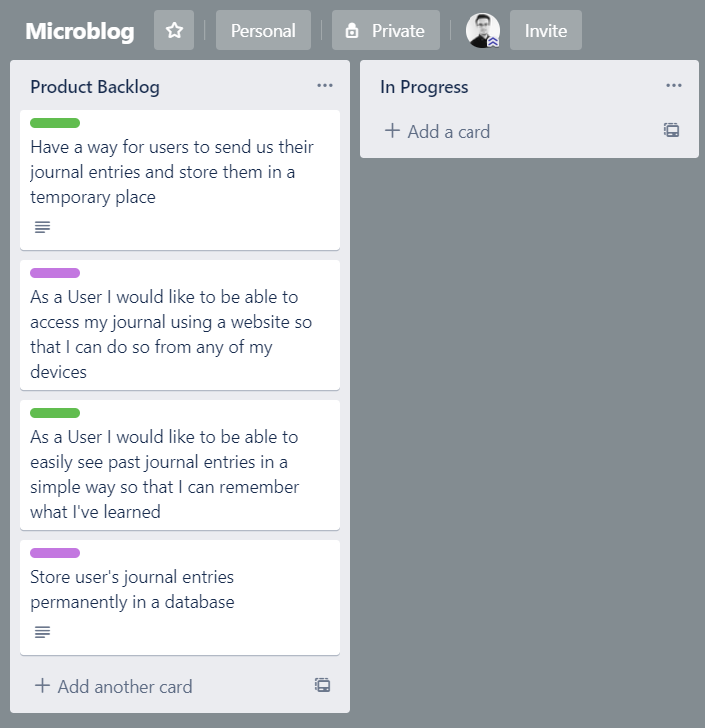 Microblog
Personal
Private
Invite
Product Backlog
Have a way for users to send us their
journal entries and store them in a
temporary place
As a User I would like to be able to
access my journal using a website so
that I can do so from any of my
devices
As a User I would like to be able to
easily see past journal entries in a
simple way so that I can remember
what I've learned
Store user's journal entries
permanently in a database
+ Add another card
In Progress
+ Add a card